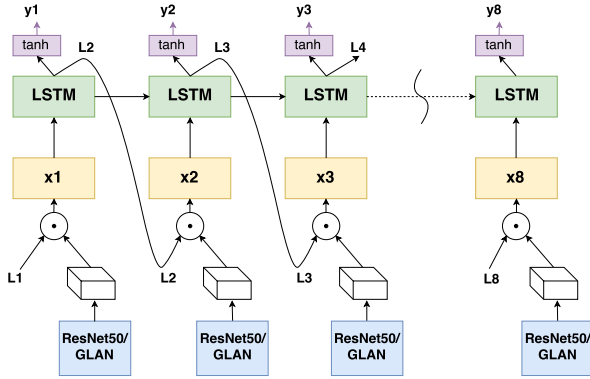 y1 y2 y3 y8
tanh L2 tanh L3 tanh L4 tanh
LSTM LSTM LSTM LSTM
x1 x2 x3 x8
L1 L2 L3 L8
ResNet50/ ResNet50/ ResNet50/ ResNet50/
GLAN GLAN GLAN GLAN